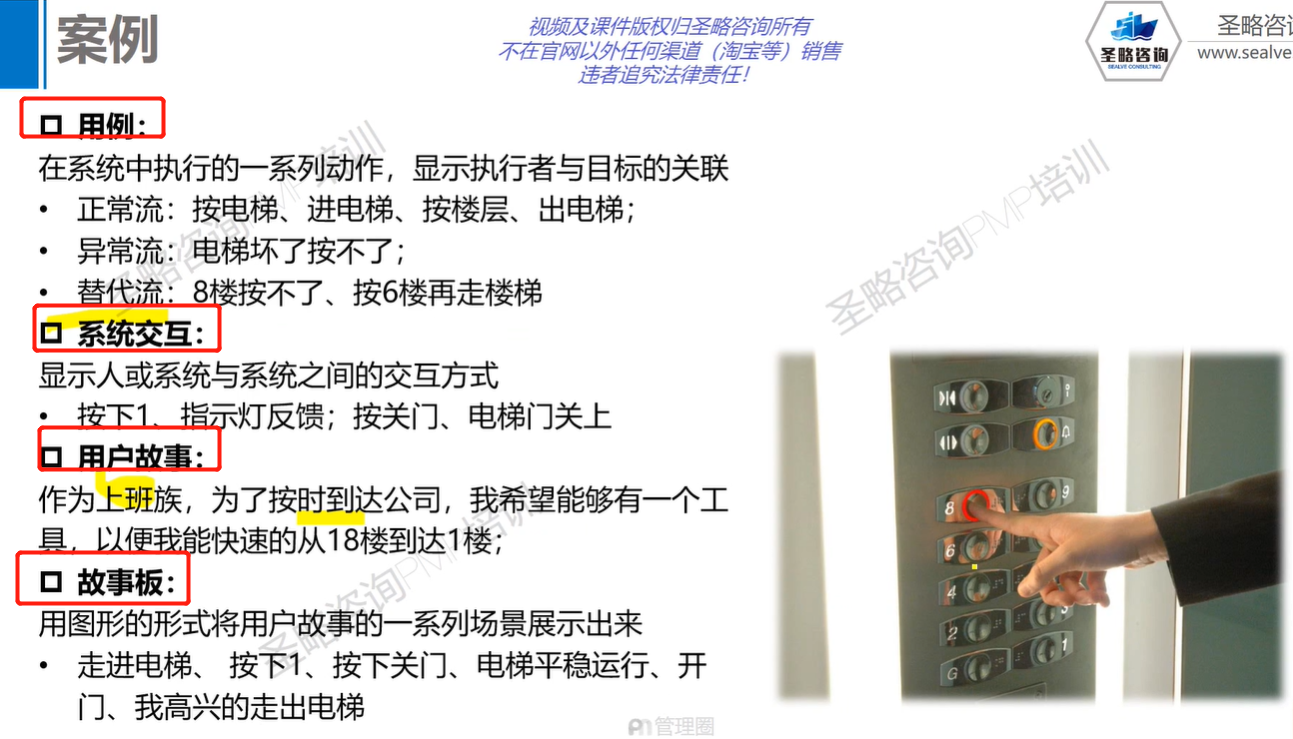 案例
视频及课件版权归圣略咨询所有
不在官网以外任何渠道（淘宝等）销售
违者追究法律责任！
圣略咨询
SEALVE CONSULTING
圣略咨
www.sealve
用例：
在系统中执行的一系列动作，显示执行者与目标的关联
• 正常流：按电梯、进电梯、按楼层、出电梯；
• 异常流：电梯坏了按不了；
• 替代流：8楼按不了、按6楼再走楼梯
系统交互：
显示人或系统与系统之间的交互方式
• 按下1、指示灯反馈；按关门、电梯门关上
用户故事：
作为上班族，为了按时到达公司，我希望能够有一个工
具，以便我能快速的从18楼到达1楼；
故事板：
用图形的形式将用户故事的一系列场景展示出来
• 走进电梯、 按下1、按下关门、电梯平稳运行、开
门、我高兴的走出电梯
圣略咨询PMP培训
圣略咨询PMP培训
圣略咨询PMP培训
8
9
6
4
3
2
1
G
管理圈